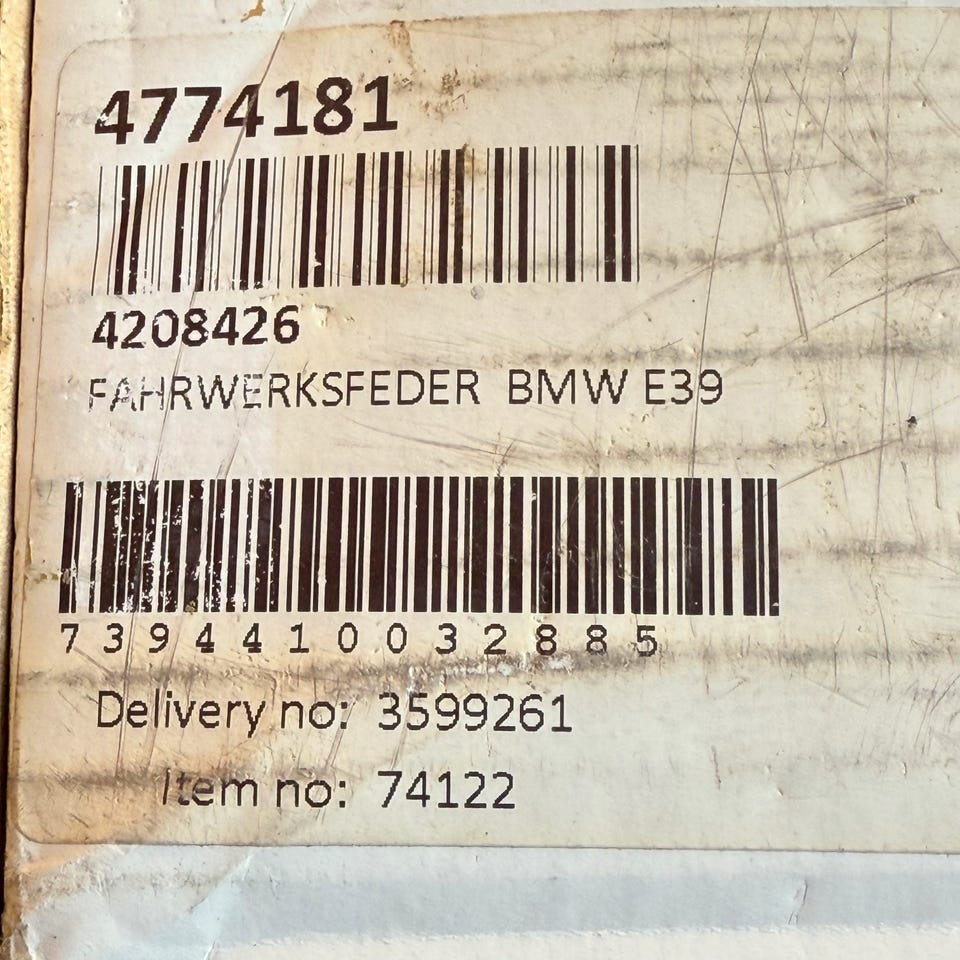 4774181
4208426
FAHRWERKSFEDER BMW E39
7394410032885
Delivery no: 3599261
Item no: 74122